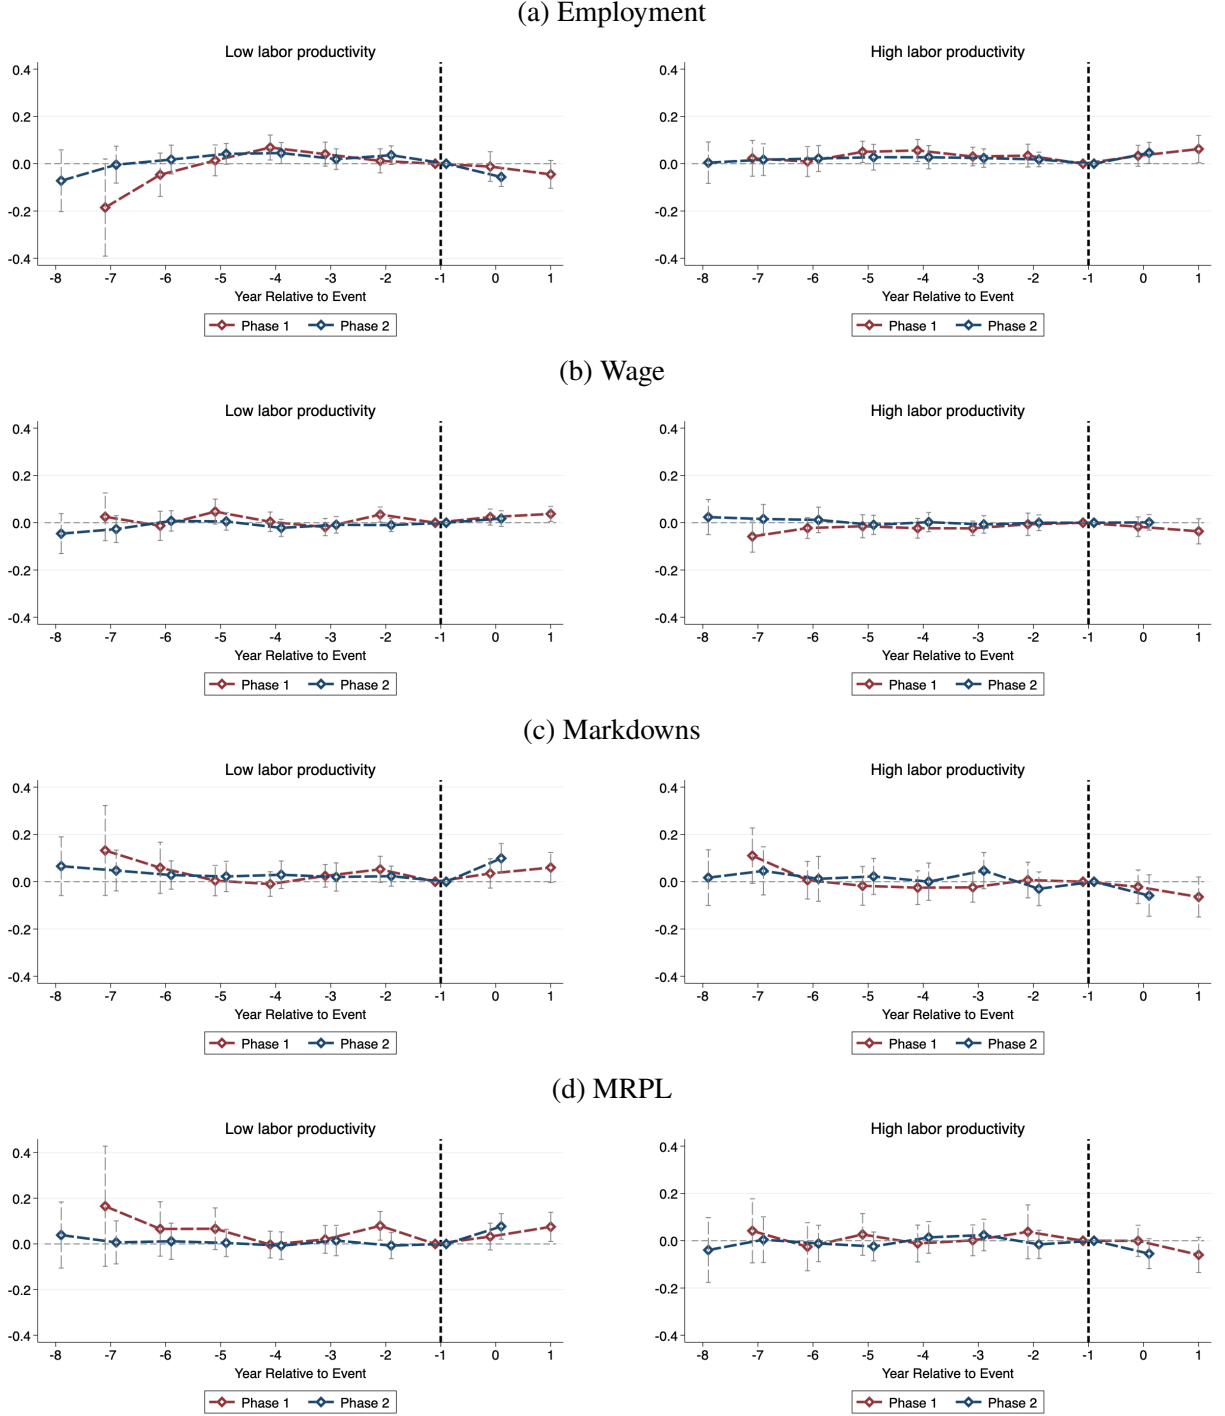 (a) Employment
Low labor productivity
0.4
0.2
0.0
-0.2
-0.4
-8 -7 -6 -5 -4 -3 -2 -1 0 1
Year Relative to Event
Phase 1 Phase 2
High labor productivity
0.4
0.2
0.0
-0.2
-0.4
-8 -7 -6 -5 -4 -3 -2 -1 0 1
Year Relative to Event
Phase 1 Phase 2
(b) Wage
Low labor productivity
0.4
0.2
0.0
-0.2
-0.4
-8 -7 -6 -5 -4 -3 -2 -1 0 1
Year Relative to Event
Phase 1 Phase 2
High labor productivity
0.4
0.2
0.0
-0.2
-0.4
-8 -7 -6 -5 -4 -3 -2 -1 0 1
Year Relative to Event
Phase 1 Phase 2
(c) Markdowns
Low labor productivity
0.4
0.2
0.0
-0.2
-0.4
-8 -7 -6 -5 -4 -3 -2 -1 0 1
Year Relative to Event
Phase 1 Phase 2
High labor productivity
0.4
0.2
0.0
-0.2
-0.4
-8 -7 -6 -5 -4 -3 -2 -1 0 1
Year Relative to Event
Phase 1 Phase 2
(d) MRPL
Low labor productivity
0.4
0.2
0.0
-0.2
-0.4
-8 -7 -6 -5 -4 -3 -2 -1 0 1
Year Relative to Event
Phase 1 Phase 2
High labor productivity
0.4
0.2
0.0
-0.2
-0.4
-8 -7 -6 -5 -4 -3 -2 -1 0 1
Year Relative to Event
Phase 1 Phase 2